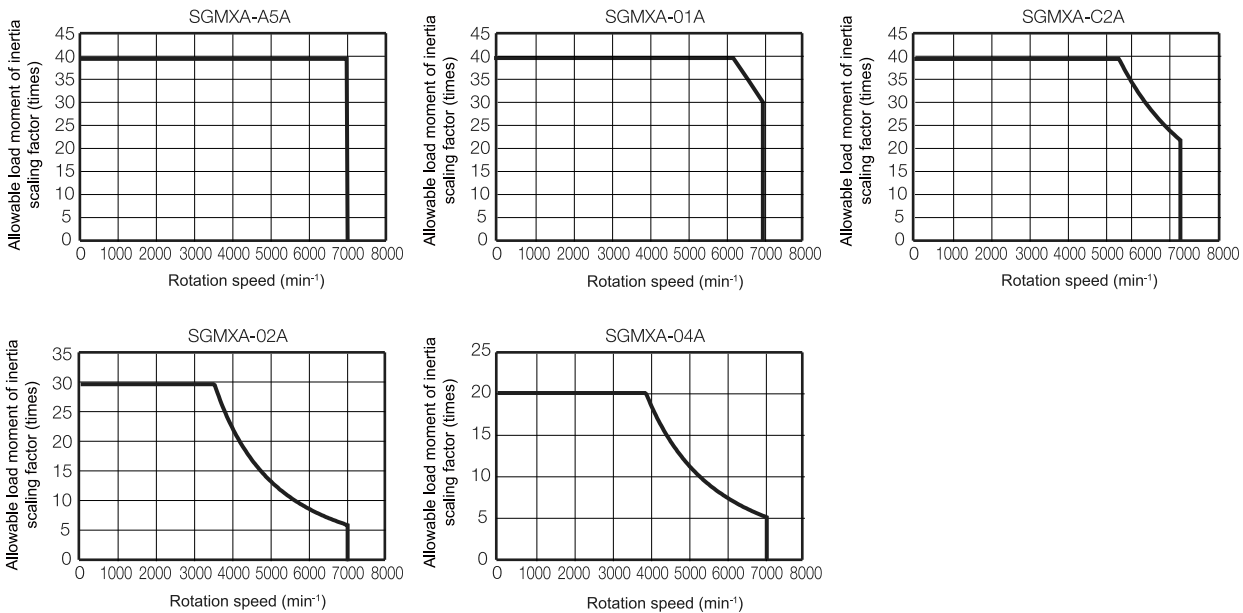 SGMXA-A5A
Allowable load moment of inertia
scaling factor (times)
45
40
35
30
25
20
15
10
5
0
0 1000 2000 3000 4000 5000 6000 7000 8000
Rotation speed (min-1)
SGMXA-01A
Allowable load moment of inertia
scaling factor (times)
45
40
35
30
25
20
15
10
5
0
0 1000 2000 3000 4000 5000 6000 7000 8000
Rotation speed (min-1)
SGMXA-C2A
Allowable load moment of inertia
scaling factor (times)
45
40
35
30
25
20
15
10
5
0
0 1000 2000 3000 4000 5000 6000 7000 8000
Rotation speed (min-1)
SGMXA-02A
Allowable load moment of inertia
scaling factor (times)
35
30
25
20
15
10
5
0
0 1000 2000 3000 4000 5000 6000 7000 8000
Rotation speed (min-1)
SGMXA-04A
Allowable load moment of inertia
scaling factor (times)
25
20
15
10
5
0
0 1000 2000 3000 4000 5000 6000 7000 8000
Rotation speed (min-1)